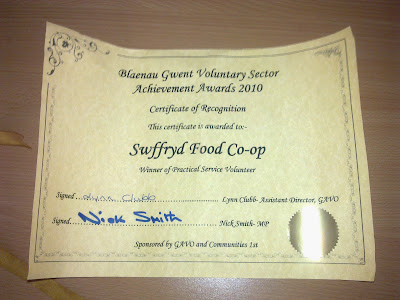 Blaenau Gwent Voluntary Sector
Achievement Awards 2010
Certificate of Recognition
This certificate is awarded to:-
Swffryd Food Co-op
Winner of Practical Service Volunteer
Signed....Lynn Clubb.................... Lynn Clubb- Assistant Director, GAVO
Signed...Nick Smith.................... Nick Smith- MP
Sponsored by GAVO and Communities 1st